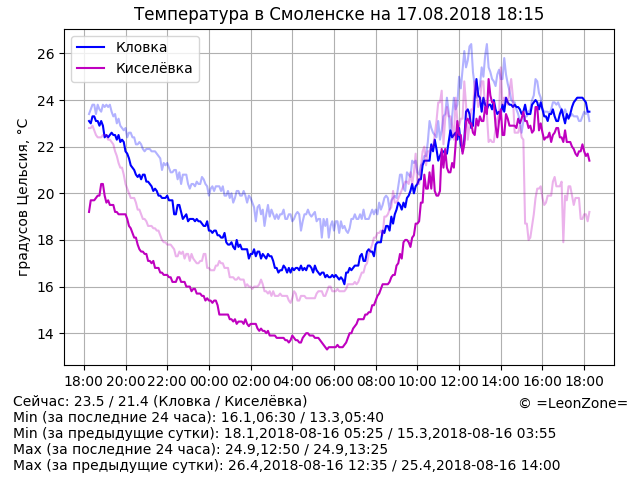 Температура в Смоленске на 17.08.2018 18:15
Кловка
Киселёвка
градусов Цельсия, °C
26
24
22
20
18
16
14
18:00 20:00 22:00 00:00 02:00 04:00 06:00 08:00 10:00 12:00 14:00 16:00 18:00
Сейчас: 23.5 / 21.4 (Кловка / Киселёвка)
© =LeonZone=
Min (за последние 24 часа): 16.1,06:30 / 13.3,05:40
Min (за предыдущие сутки): 18.1,2018-08-16 05:25 / 15.3,2018-08-16 03:55
Max (за последние 24 часа): 24.9,12:50 / 24.9,13:25
Max (за предыдущие сутки): 26.4,2018-08-16 12:35 / 25.4,2018-08-16 14:00